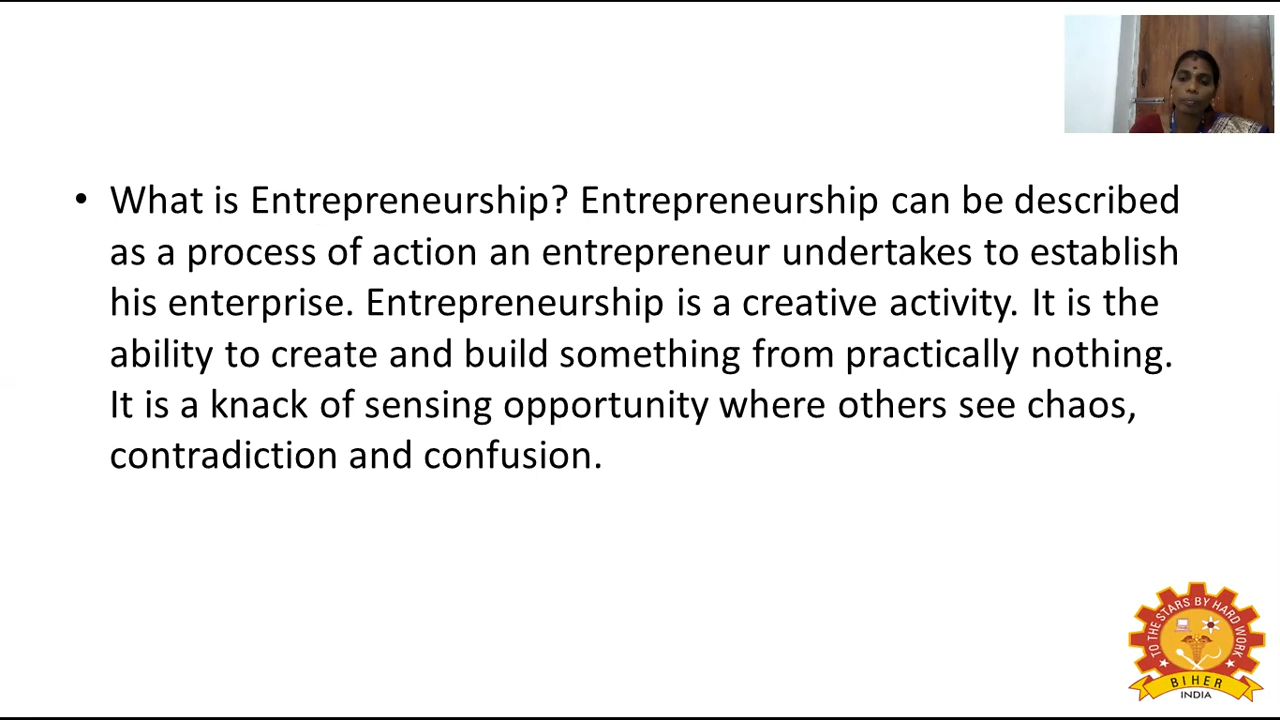 • What is Entrepreneurship? Entrepreneurship can be described
as a process of action an entrepreneur undertakes to establish
his enterprise. Entrepreneurship is a creative activity. It is the
ability to create and build something from practically nothing.
It is a knack of sensing opportunity where others see chaos,
contradiction and confusion.
TO THE STARS BY HARD WORK
BIHER
INDIA